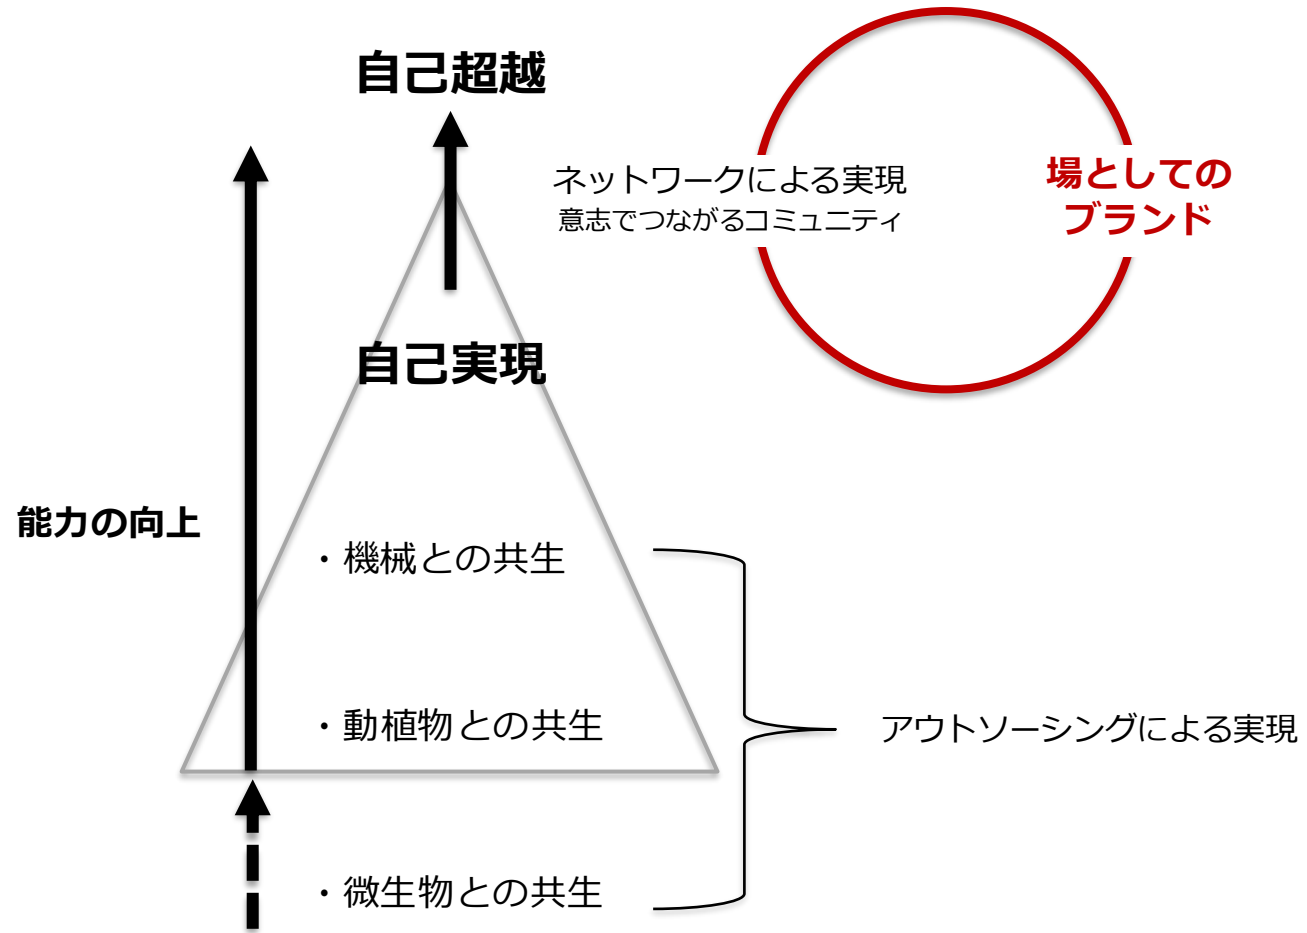 自己超越
ネットワークによる実現
意志でつながるコミュニティ
場としての
ブランド
自己実現
能力の向上
・機械との共生
・動植物との共生
アウトソーシングによる実現
・微生物との共生